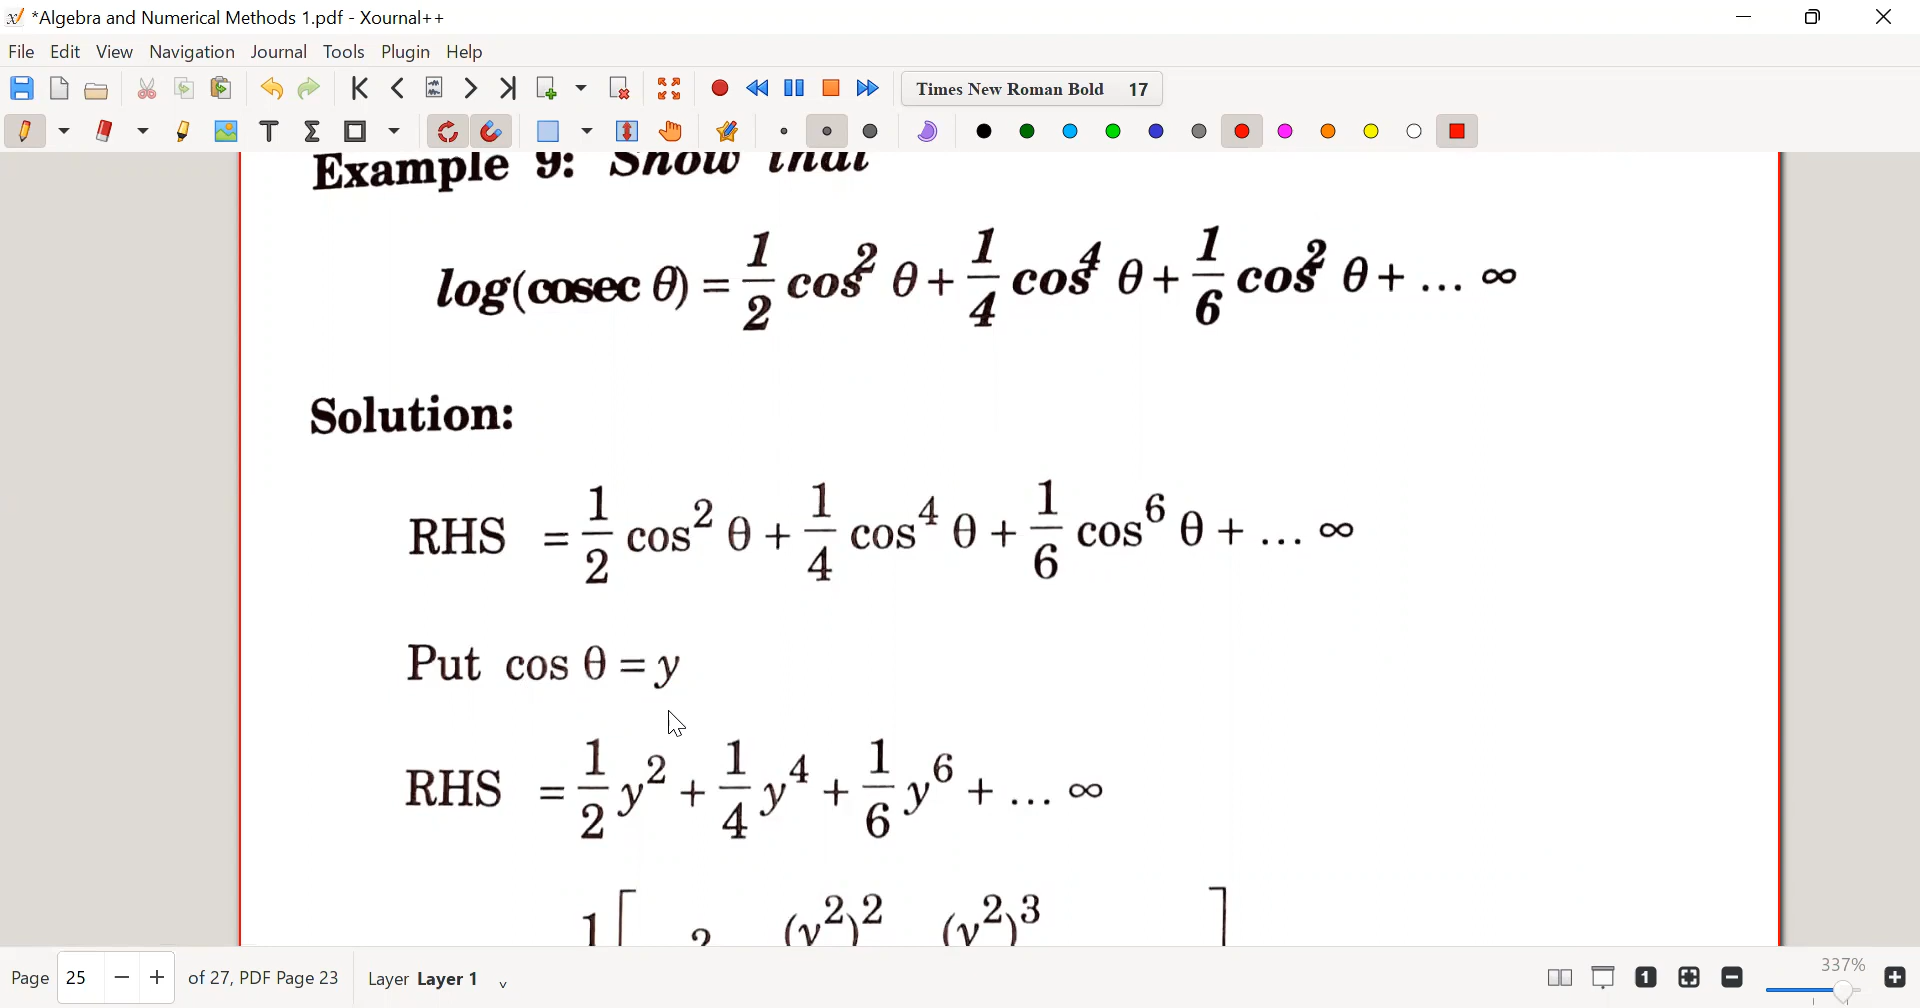 *Algebra and Numerical Methods 1.pdf - Xournal++
File Edit View Navigation Journal Tools Plugin Help
Times New Roman Bold 17
Example 9: Show that
log(cosec θ) = 1/2 cos² θ + 1/4 cos⁴ θ + 1/6 cos² θ + ... ∞
Solution:
RHS = 1/2 cos² θ + 1/4 cos⁴ θ + 1/6 cos⁶ θ + ... ∞
Put cos θ = y
RHS = 1/2 y² + 1/4 y⁴ + 1/6 y⁶ + ... ∞
Page 25 − + of 27, PDF Page 23 Layer Layer 1 337%